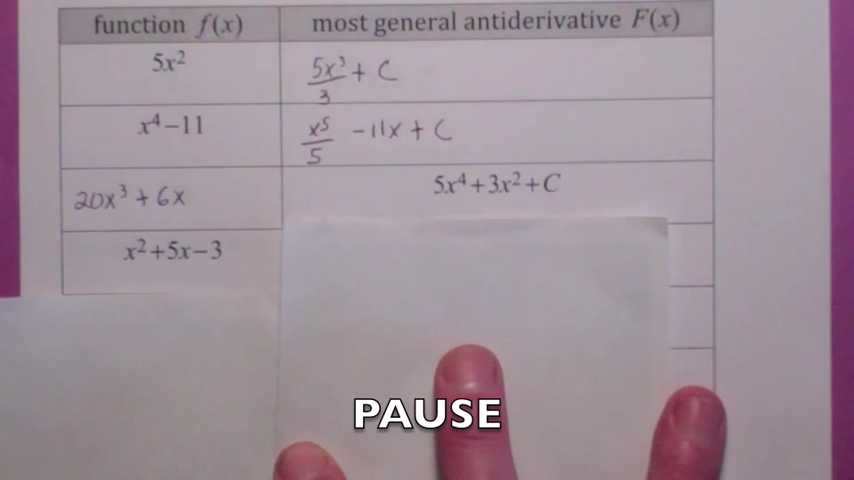 function f(x) most general antiderivative F(x)
5x² 5x³/3 + C
x⁴−11 x⁵/5 − 11x + C
20x³ + 6x 5x⁴+3x²+C
x²+5x−3
PAUSE